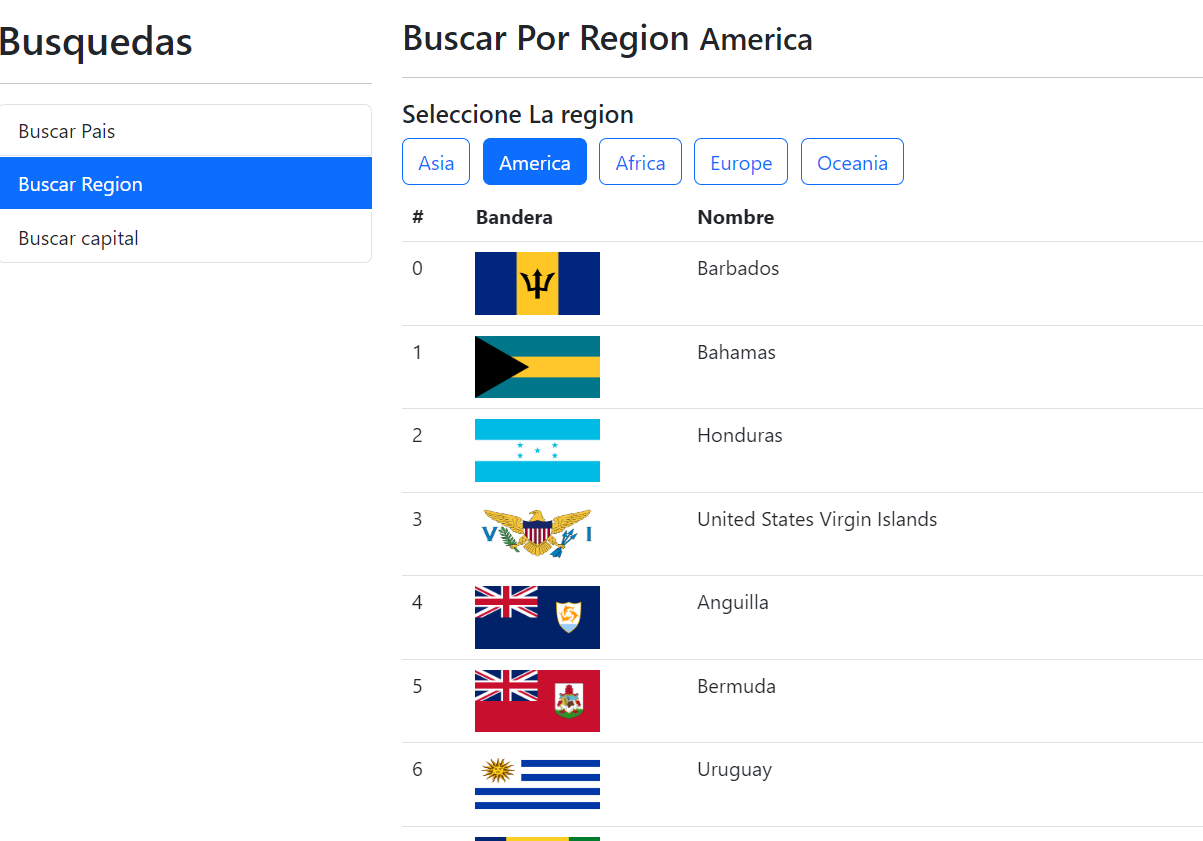 Busquedas
Buscar Pais
Buscar Region
Buscar capital
Buscar Por Region America
Seleccione La region
Asia America Africa Europe Oceania
# Bandera Nombre
0 Barbados
1 Bahamas
2 Honduras
3 V I United States Virgin Islands
4 Anguilla
5 Bermuda
6 Uruguay